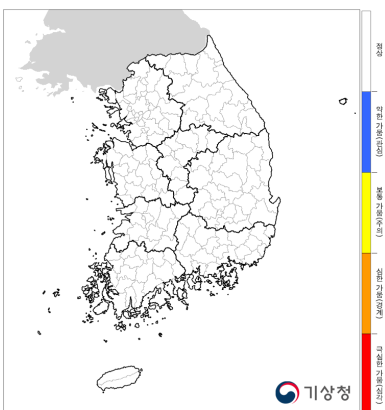 정상
약한 가뭄(관심)
보통 가뭄(주의)
심한 가뭄(경계)
극심한 가뭄(심각)
기상청